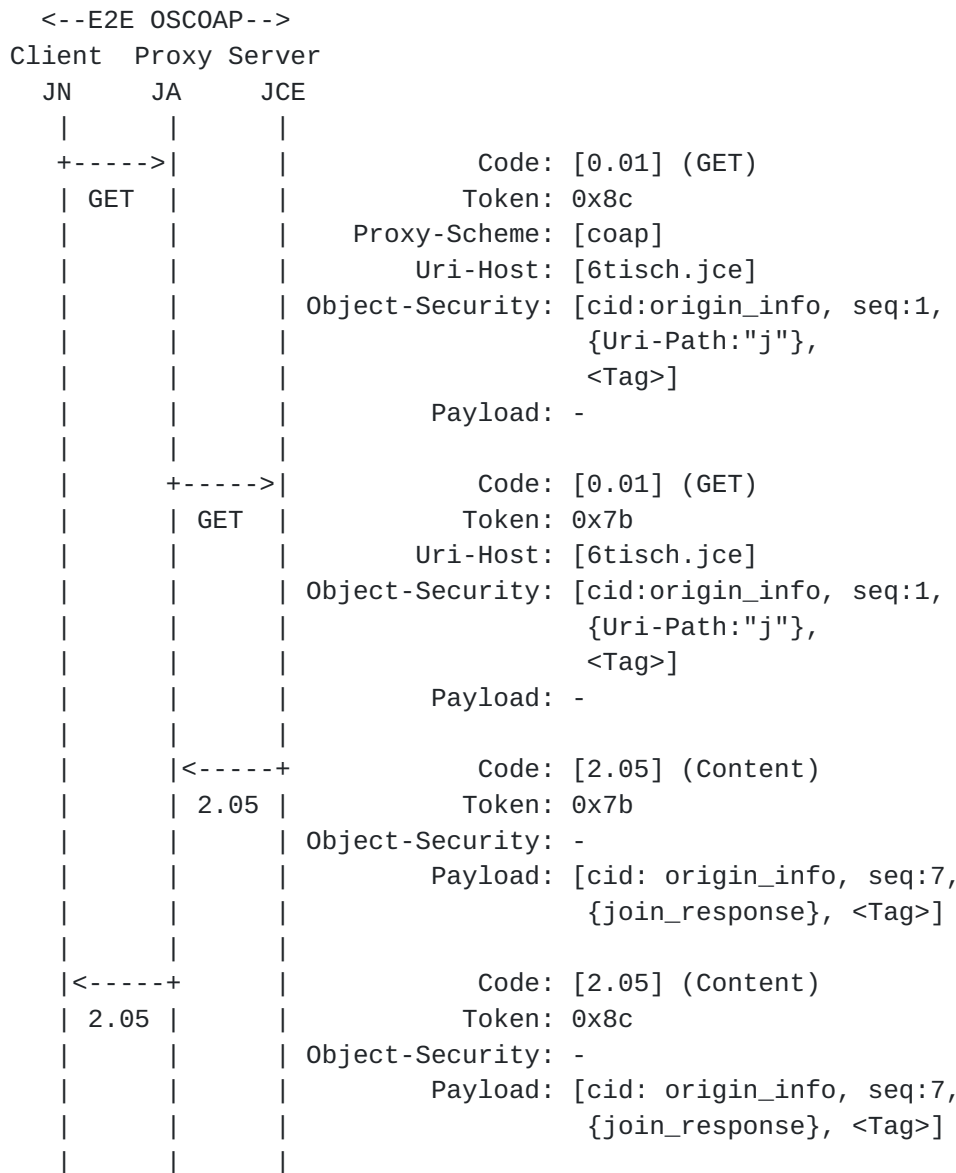 <--E2E OSCOAP-->
Client  Proxy Server
  JN     JA     JCE
   |      |      |
   +----->|      |            Code: [0.01] (GET)
   | GET  |      |           Token: 0x8c
   |      |      |    Proxy-Scheme: [coap]
   |      |      |        Uri-Host: [6tisch.jce]
   |      |      | Object-Security: [cid:origin_info, seq:1,
   |      |      |                   {Uri-Path:"j"},
   |      |      |                   <Tag>]
   |      |      |         Payload: -
   |      |      |
   |      +----->|            Code: [0.01] (GET)
   |      | GET  |           Token: 0x7b
   |      |      |        Uri-Host: [6tisch.jce]
   |      |      | Object-Security: [cid:origin_info, seq:1,
   |      |      |                   {Uri-Path:"j"},
   |      |      |                   <Tag>]
   |      |      |         Payload: -
   |      |      |
   |      |<-----+            Code: [2.05] (Content)
   |      | 2.05 |           Token: 0x7b
   |      |      | Object-Security: -
   |      |      |         Payload: [cid: origin_info, seq:7,
   |      |      |                   {join_response}, <Tag>]
   |      |      |
   |<-----+      |            Code: [2.05] (Content)
   | 2.05 |      |           Token: 0x8c
   |      |      | Object-Security: -
   |      |      |         Payload: [cid: origin_info, seq:7,
   |      |      |                   {join_response}, <Tag>]
   |      |      |